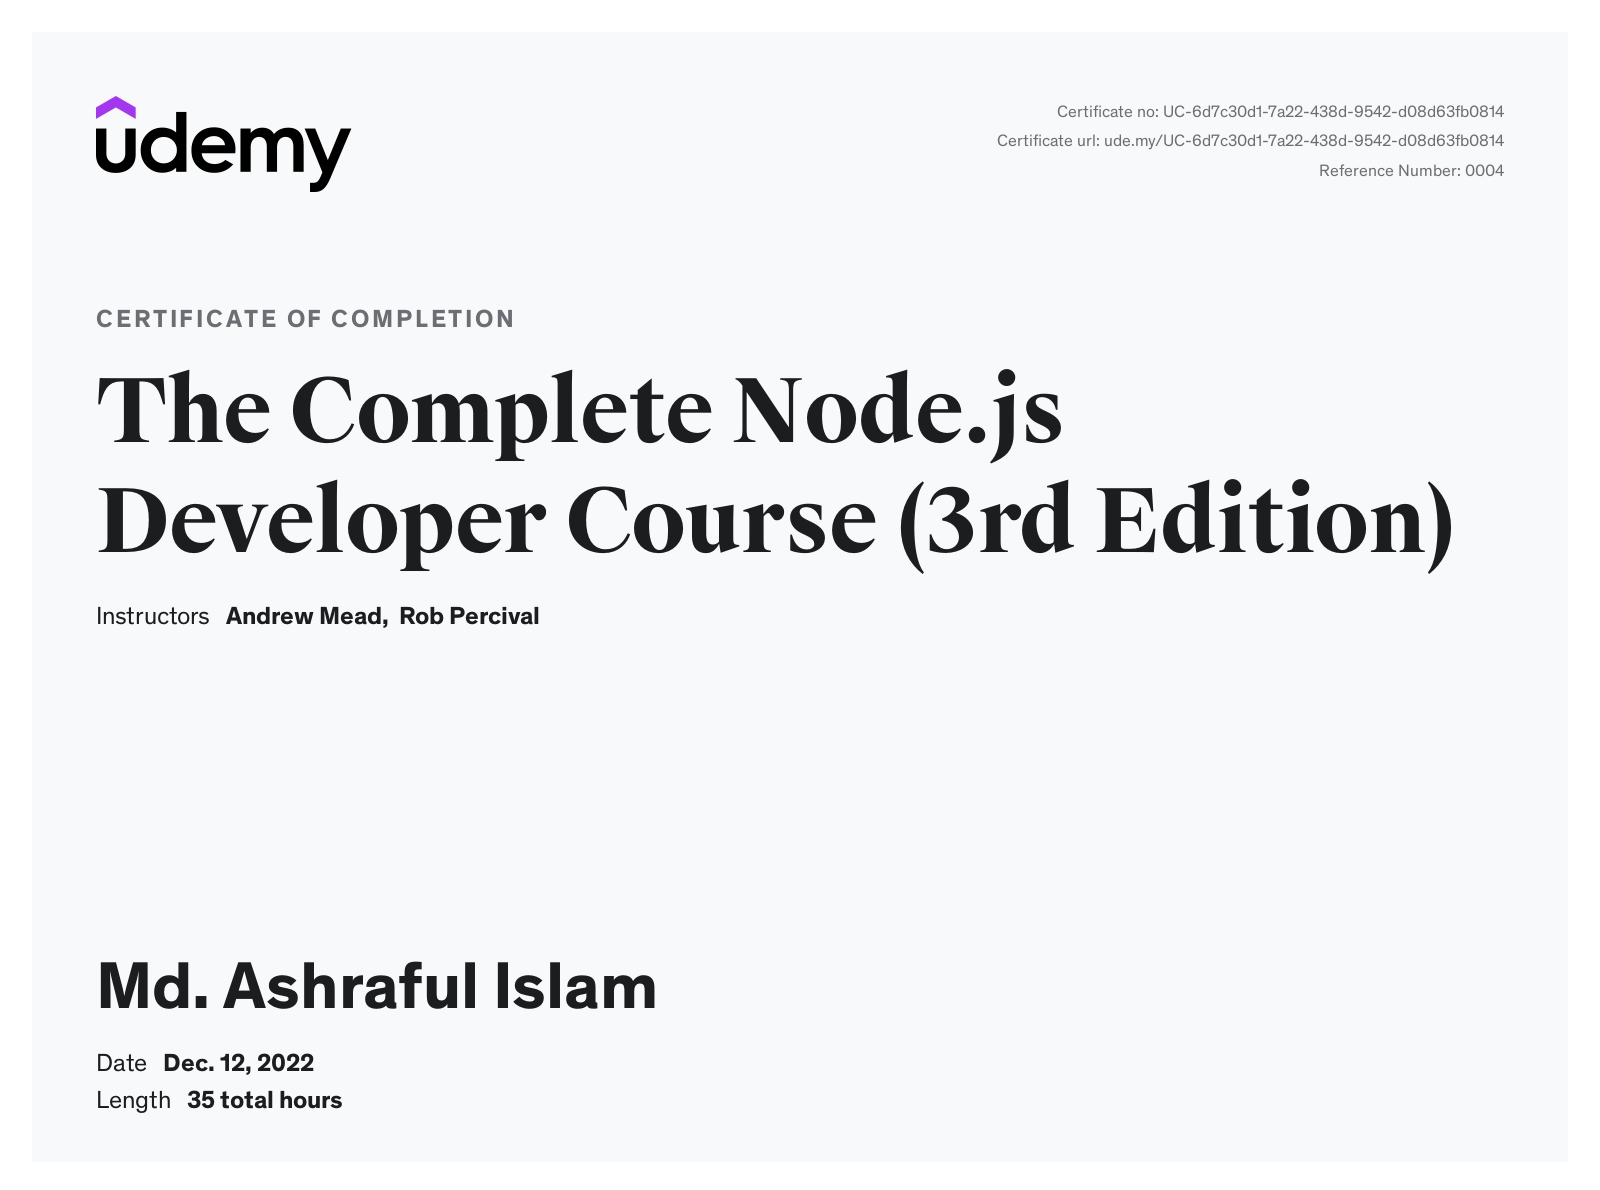 udemy
Certificate no: UC-6d7c30d1-7a22-438d-9542-d08d63fb0814
Certificate url: ude.my/UC-6d7c30d1-7a22-438d-9542-d08d63fb0814
Reference Number: 0004
CERTIFICATE OF COMPLETION
The Complete Node.js
Developer Course (3rd Edition)
Instructors Andrew Mead, Rob Percival
Md. Ashraful Islam
Date Dec. 12, 2022
Length 35 total hours